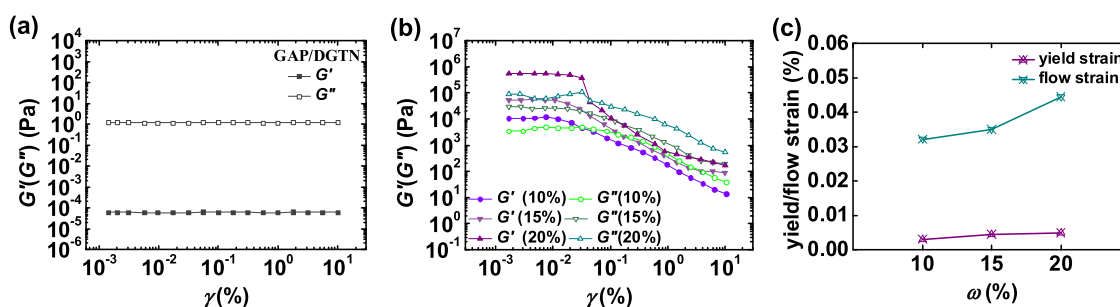 (a)
G'(G") (Pa)
10^4
10^3
10^2
10^1
10^0
10^-1
10^-2
10^-3
10^-4
10^-5
10^-6
GAP/DGTN
G'
G"
10^-3 10^-2 10^-1 10^0 10^1
γ(%)
(b)
G'(G") (Pa)
10^7
10^6
10^5
10^4
10^3
10^2
10^1
10^0
10^-1
G' (10%) G"(10%)
G' (15%) G"(15%)
G' (20%) G"(20%)
10^-3 10^-2 10^-1 10^0 10^1
γ(%)
(c)
yield/flow strain (%)
0.06
0.05
0.04
0.03
0.02
0.01
0.00
yield strain
flow strain
10 15 20
ω (%)